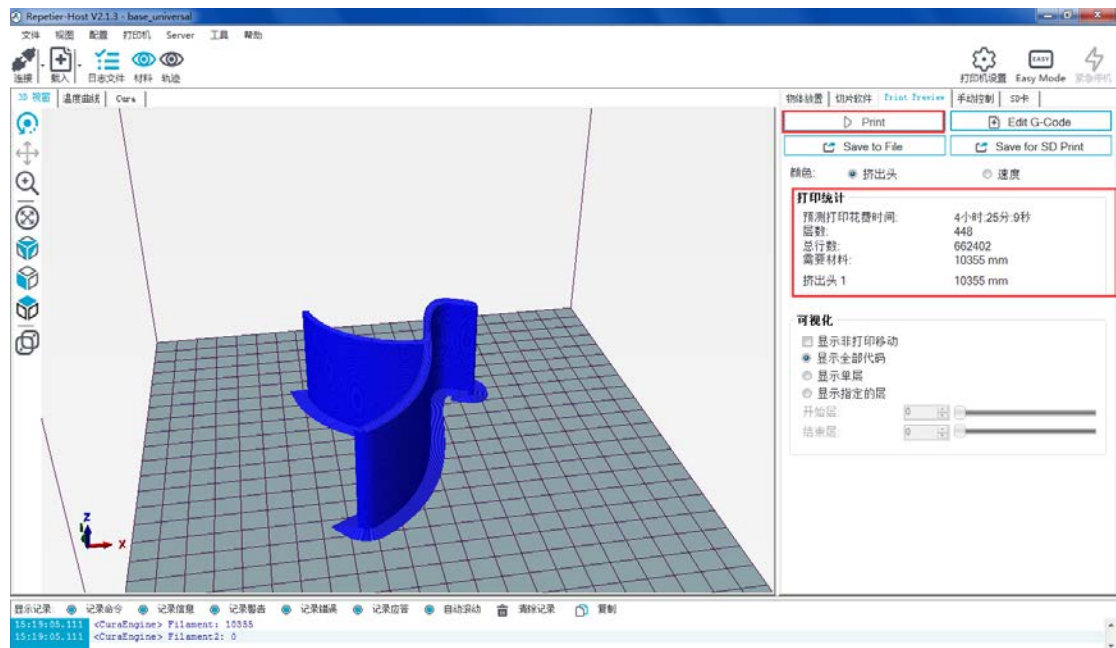 Repetier-Host V2.1.3 - base_universal
文件 视图 配置 打印机 Server 工具 帮助
连接 载入 日志文件 材料 轨迹 打印机设置 Easy Mode 紧急停机
EASY
3D 视窗 温度曲线 Cura 物体放置 切片软件 Print Preview 手动控制 SD卡
Print Edit G-Code
Save to File Save for SD Print
颜色: 挤出头 速度
打印统计
预测打印花费时间: 4小时:25分:9秒
层数: 448
总行数: 662402
需要材料: 10355 mm
挤出头 1 10355 mm
可视化
显示非打印移动
显示全部代码
显示单层
显示指定的层
开始层: 0
结束层: 0
Z
X
显示记录: 记录命令 记录信息 记录警告 记录错误 记录应答 自动滚动 清除记录 复制
15:19:05.111 <CuraEngine> Filament: 10355
15:19:05.111 <CuraEngine> Filament2: 0